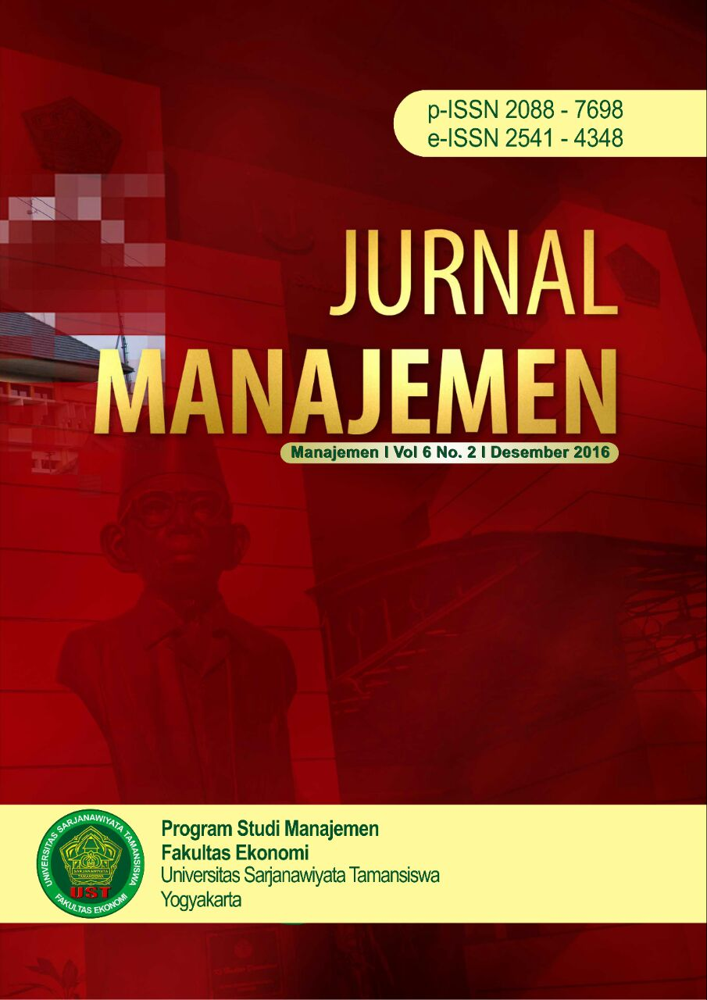 p-ISSN 2088 - 7698
e-ISSN 2541 - 4348
JURNAL
MANAJEMEN
Manajemen I Vol 6 No. 2 I Desember 2016
UNIVERSITAS SARJANAWIYATA TAMANSISWA
SARJANAWIYATA
TAMANSISWA
UST
FAKULTAS EKONOMI
Program Studi Manajemen
Fakultas Ekonomi
Universitas Sarjanawiyata Tamansiswa
Yogyakarta